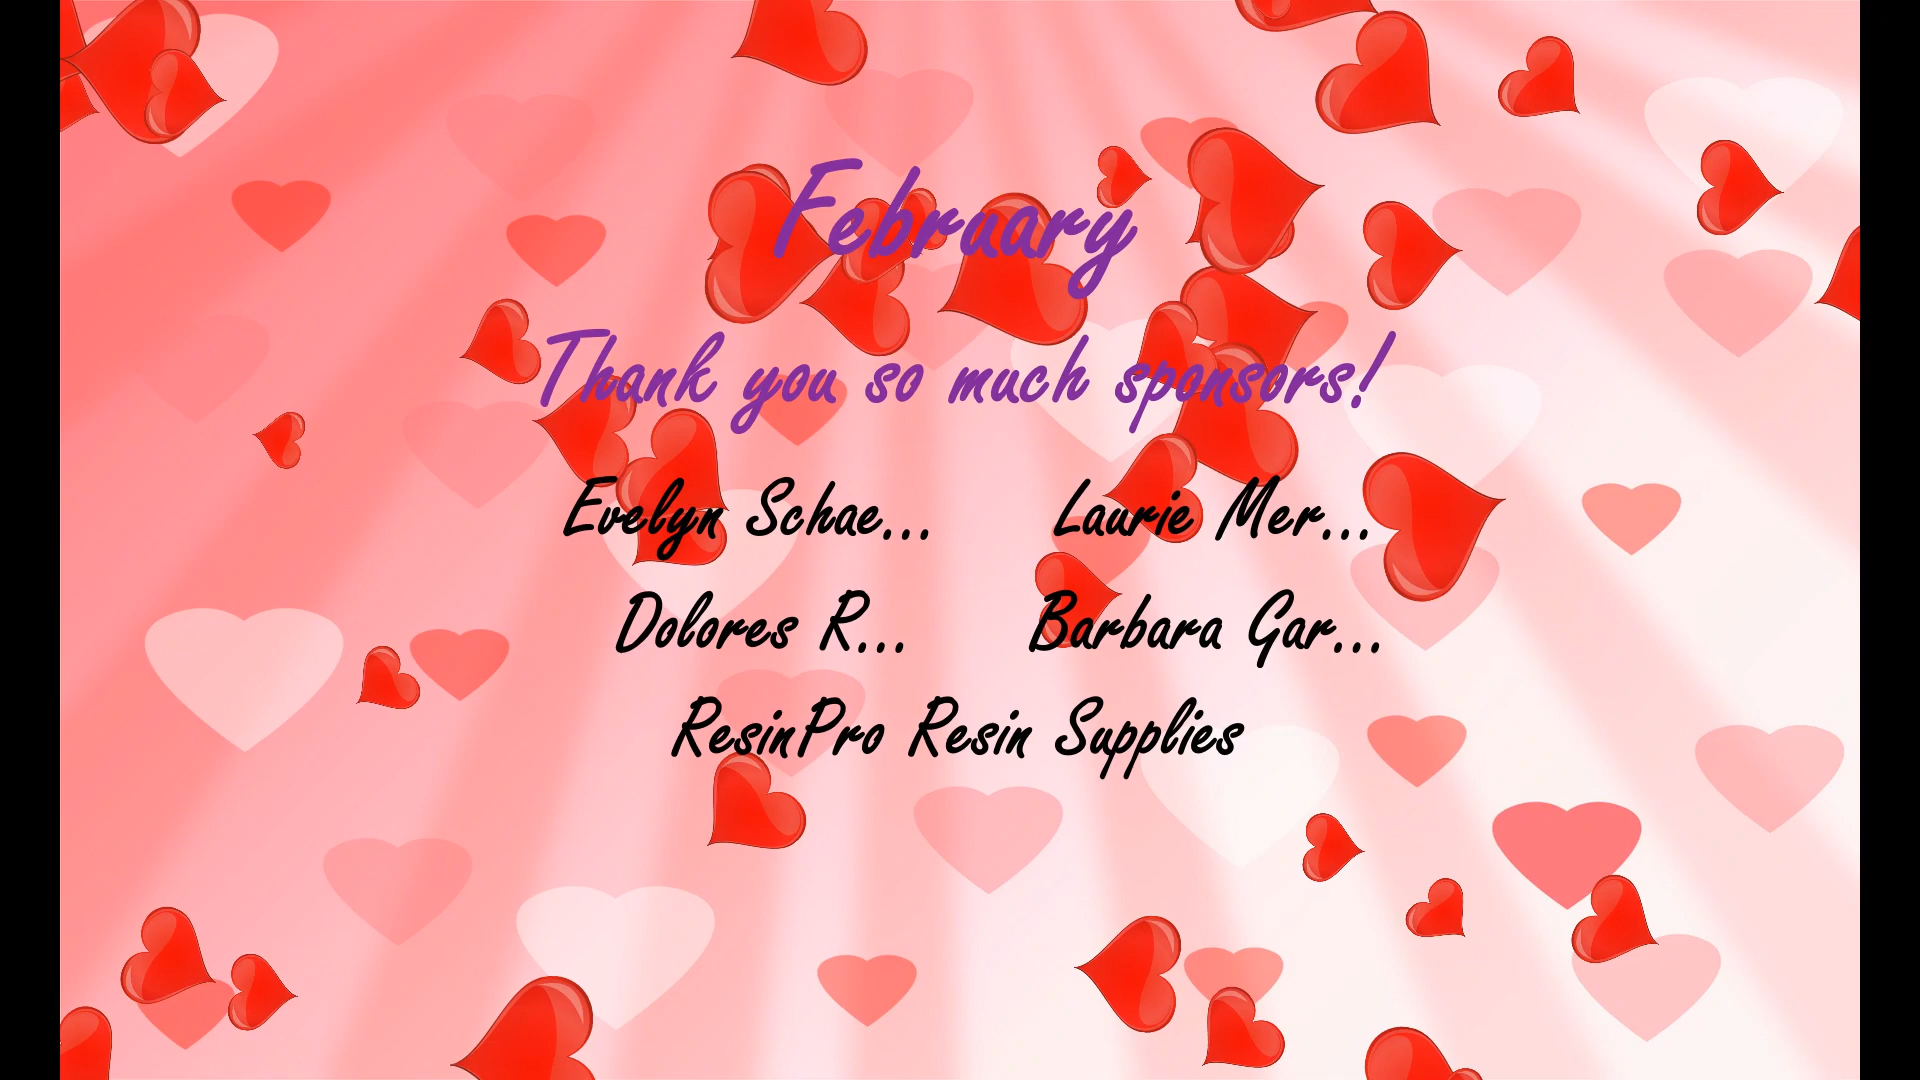 February
Thank you so much sponsors!
Evelyn Schae... Laurie Mer...
Dolores R... Barbara Gar...
ResinPro Resin Supplies